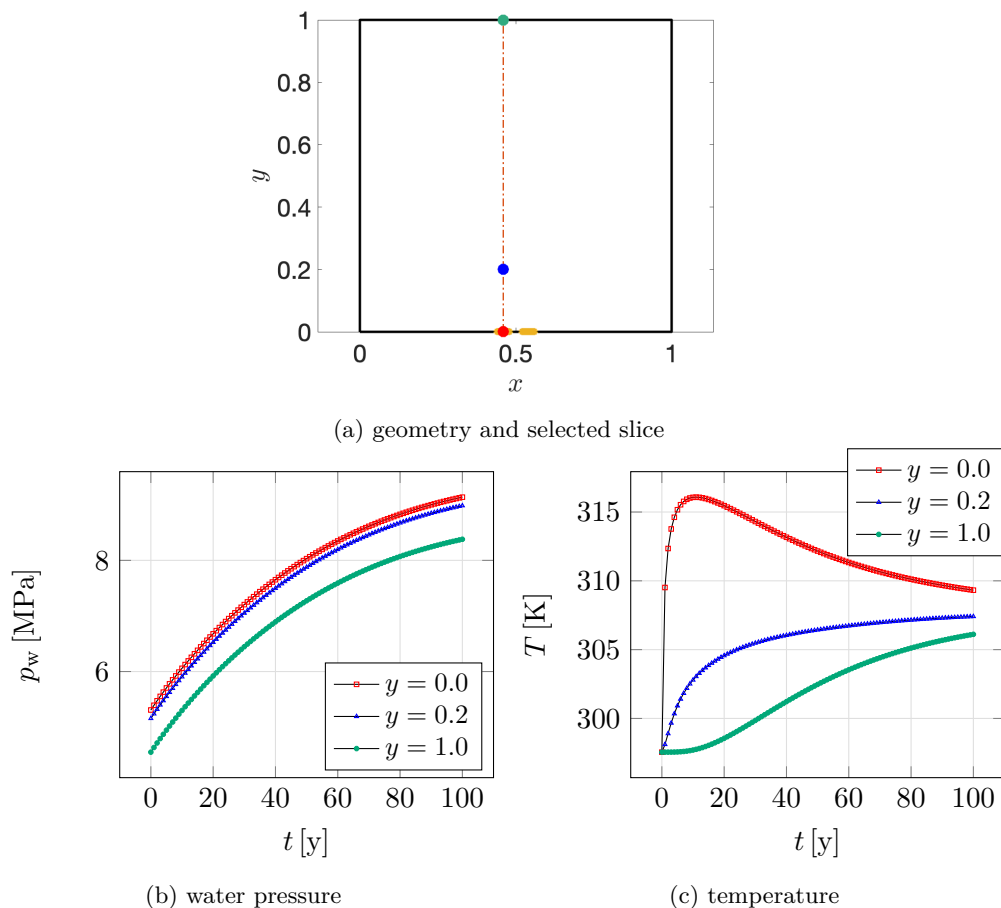 1
0.8
0.6
y
0.4
0.2
0
0 0.5 1
x
(a) geometry and selected slice
8
6
p_w [MPa]
y = 0.0
y = 0.2
y = 1.0
0 20 40 60 80 100
t [y]
(b) water pressure
y = 0.0
y = 0.2
y = 1.0
315
310
305
300
T [K]
0 20 40 60 80 100
t [y]
(c) temperature